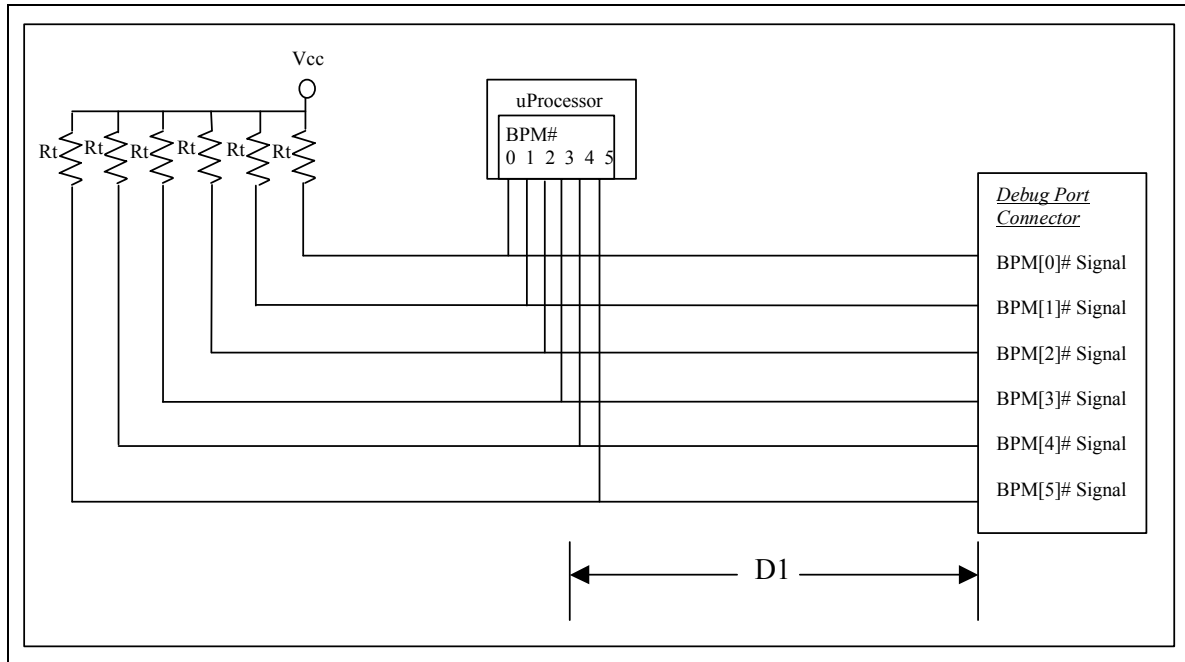 Vcc
uProcessor
BPM#
0 1 2 3 4 5
Rt Rt Rt Rt Rt Rt
Debug Port
Connector
BPM[0]# Signal
BPM[1]# Signal
BPM[2]# Signal
BPM[3]# Signal
BPM[4]# Signal
BPM[5]# Signal
D1